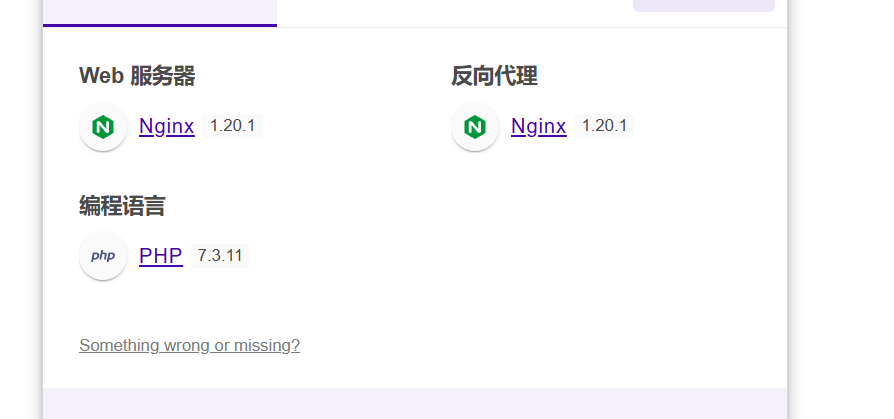 Web 服务器
Nginx 1.20.1
反向代理
Nginx 1.20.1
编程语言
php PHP 7.3.11
Something wrong or missing?